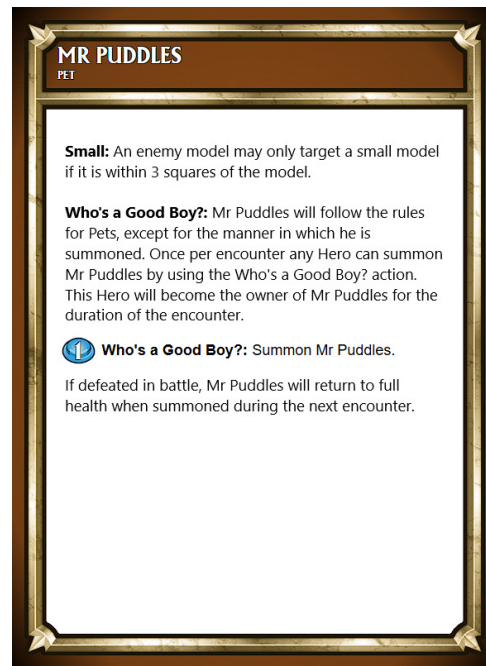 MR PUDDLES
PET
Small: An enemy model may only target a small model
if it is within 3 squares of the model.
Who's a Good Boy?: Mr Puddles will follow the rules
for Pets, except for the manner in which he is
summoned. Once per encounter any Hero can summon
Mr Puddles by using the Who's a Good Boy? action.
This Hero will become the owner of Mr Puddles for the
duration of the encounter.
1 Who's a Good Boy?: Summon Mr Puddles.
If defeated in battle, Mr Puddles will return to full
health when summoned during the next encounter.